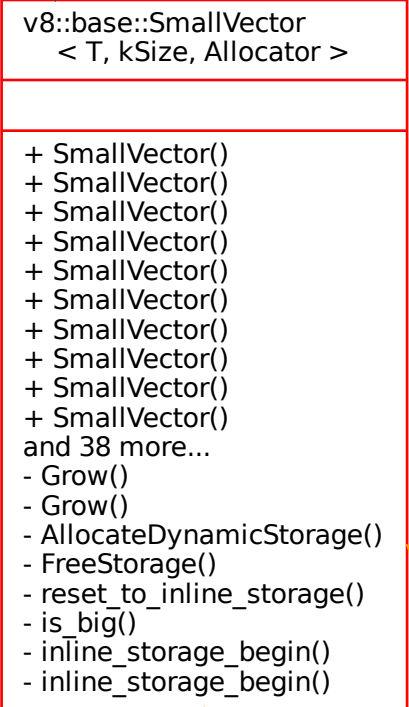 v8::base::SmallVector
< T, kSize, Allocator >
+ SmallVector()
+ SmallVector()
+ SmallVector()
+ SmallVector()
+ SmallVector()
+ SmallVector()
+ SmallVector()
+ SmallVector()
+ SmallVector()
+ SmallVector()
and 38 more...
- Grow()
- Grow()
- AllocateDynamicStorage()
- FreeStorage()
- reset_to_inline_storage()
- is_big()
- inline_storage_begin()
- inline_storage_begin()